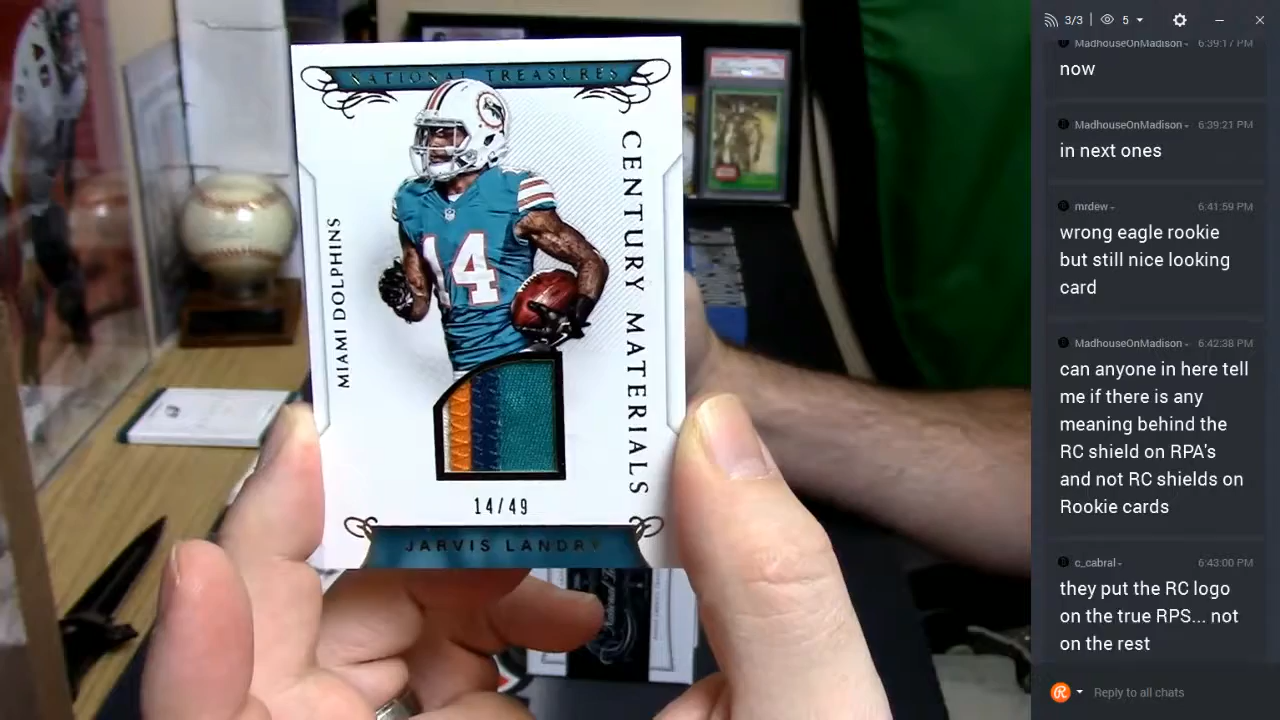 NATIONAL TREASURES
CENTURY MATERIALS
MIAMI DOLPHINS
14
14/49
JARVIS LANDRY
3/3
5
MadhouseOnMadison 6:39:17 PM
now
MadhouseOnMadison 6:39:21 PM
in next ones
mrdew 6:41:59 PM
wrong eagle rookie
but still nice looking
card
MadhouseOnMadison 6:42:38 PM
can anyone in here tell
me if there is any
meaning behind the
RC shield on RPA's
and not RC shields on
Rookie cards
c_cabral 6:43:00 PM
they put the RC logo
on the true RPS... not
on the rest
Reply to all chats